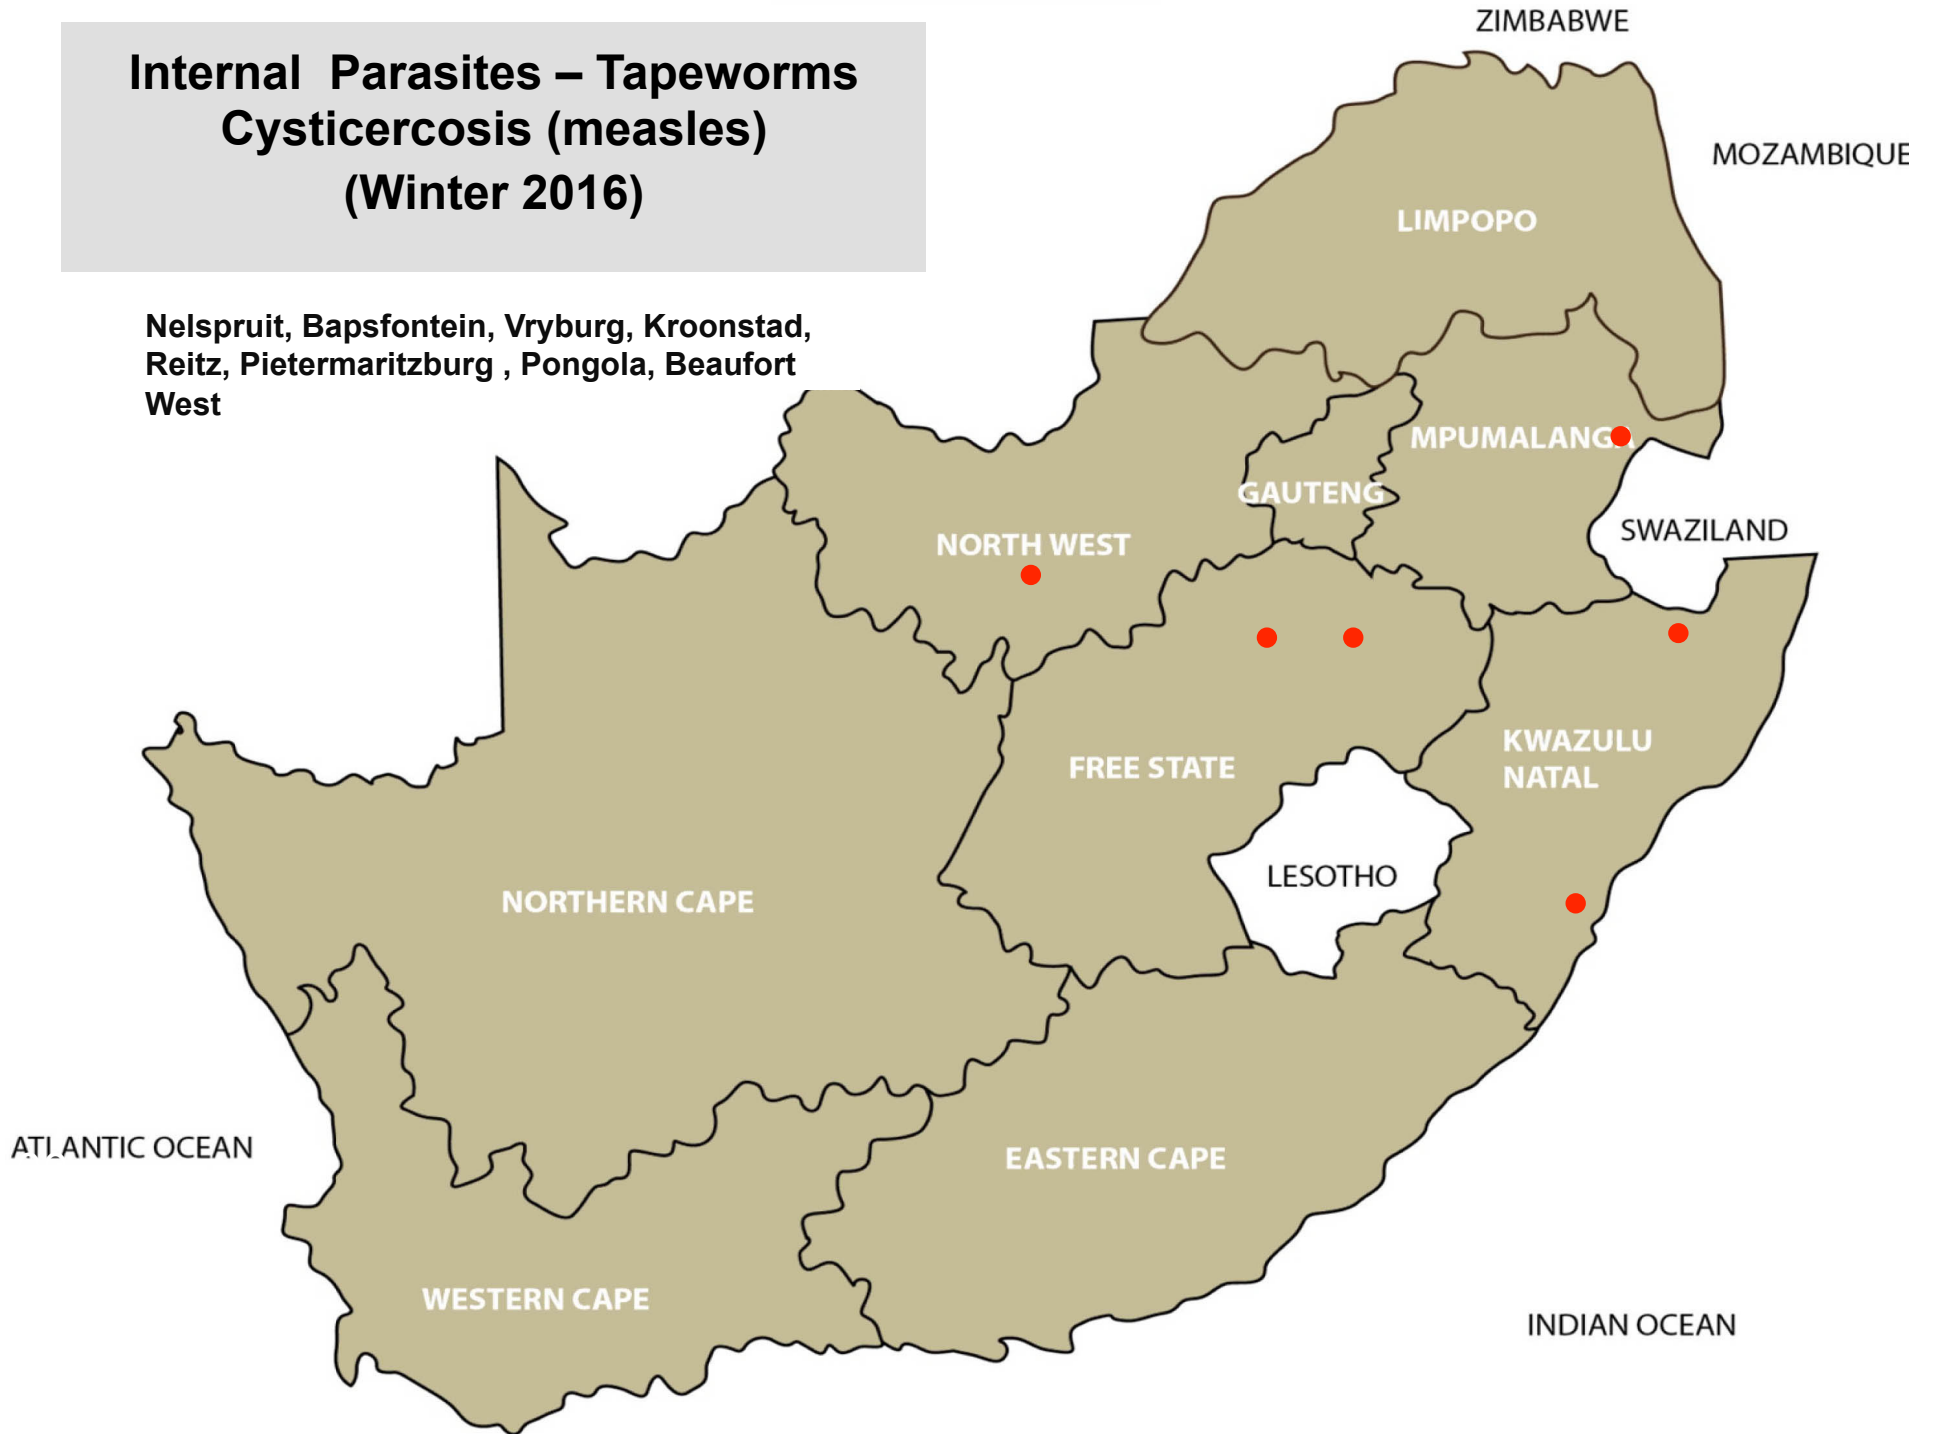 ZIMBABWE
Internal Parasites – Tapeworms
Cysticercosis (measles)
(Winter 2016)
MOZAMBIQUE
LIMPOPO
Nelspruit, Bapsfontein, Vryburg, Kroonstad,
Reitz, Pietermaritzburg , Pongola, Beaufort
West
MPUMALANGA
GAUTENG
SWAZILAND
NORTH WEST
KWAZULU
NATAL
FREE STATE
LESOTHO
NORTHERN CAPE
ATLANTIC OCEAN
EASTERN CAPE
WESTERN CAPE
INDIAN OCEAN